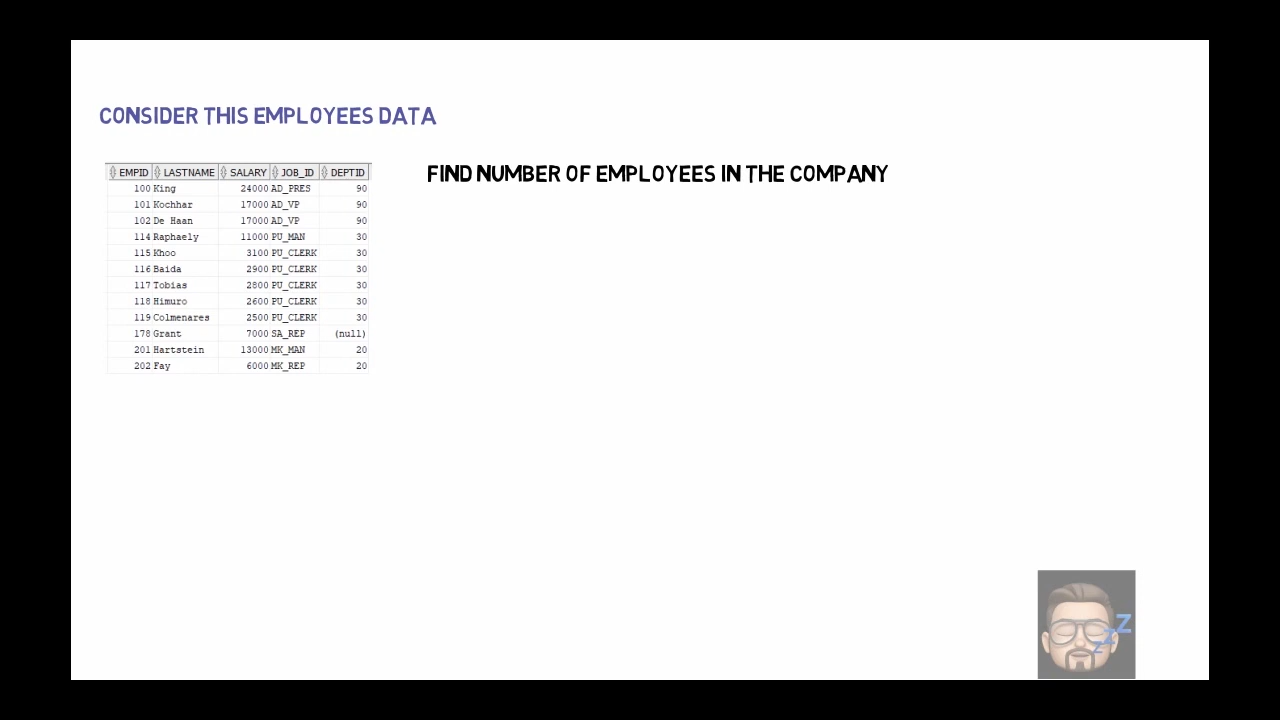 CONSIDER THIS EMPLOYEES DATA
FIND NUMBER OF EMPLOYEES IN THE COMPANY
EMPID LASTNAME SALARY JOB_ID DEPTID
100 King 24000 AD_PRES 90
101 Kochhar 17000 AD_VP 90
102 De Haan 17000 AD_VP 90
114 Raphaely 11000 PU_MAN 30
115 Khoo 3100 PU_CLERK 30
116 Baida 2900 PU_CLERK 30
117 Tobias 2800 PU_CLERK 30
118 Himuro 2600 PU_CLERK 30
119 Colmenares 2500 PU_CLERK 30
178 Grant 7000 SA_REP (null)
201 Hartstein 13000 MK_MAN 20
202 Fay 6000 MK_REP 20
z z Z